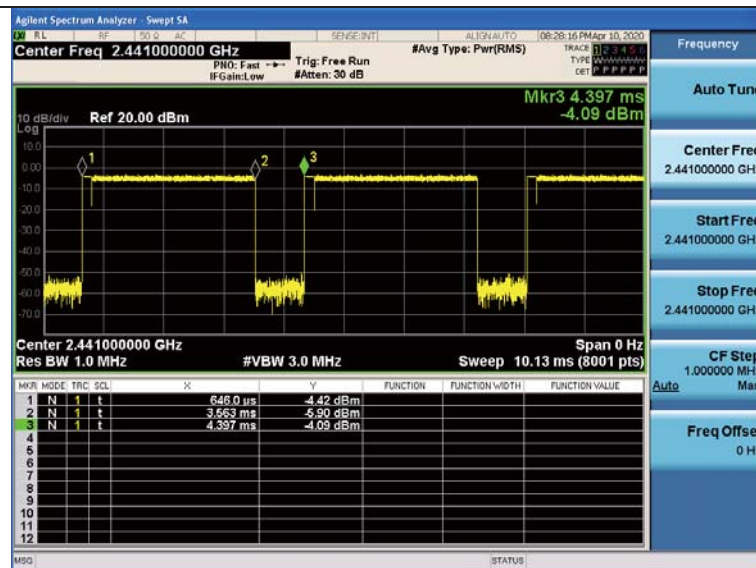 Agilent Spectrum Analyzer - Swept SA
RL RF 50 Ω AC SENSE:INT ALIGNAUTO 08:28:16 PM Apr 10, 2020
Center Freq 2.441000000 GHz #Avg Type: Pwr(RMS) TRACE 1 2 3 4 5 6
PNO: Fast Trig: Free Run TYPE
IFGain:Low #Atten: 30 dB DET P P P P P P
Mkr3 4.397 ms
10 dB/div Ref 20.00 dBm -4.09 dBm
Log
10.0
0.00
-10.0
-20.0
-30.0
-40.0
-50.0
-60.0
-70.0
1
2
3
Center 2.441000000 GHz Span 0 Hz
Res BW 1.0 MHz #VBW 3.0 MHz Sweep 10.13 ms (8001 pts)
MKR MODE TRC SCL X Y FUNCTION FUNCTION WIDTH FUNCTION VALUE
1 N 1 t 646.0 µs -4.42 dBm
2 N 1 t 3.563 ms -5.90 dBm
3 N 1 t 4.397 ms -4.09 dBm
4
5
6
7
8
9
10
11
12
MSG STATUS
Frequency
Auto Tun
Center Fre
2.441000000 GH
Start Fre
2.441000000 GH
Stop Fre
2.441000000 GH
CF Ste
1.000000 MH
Auto Ma
Freq Offse
0 H